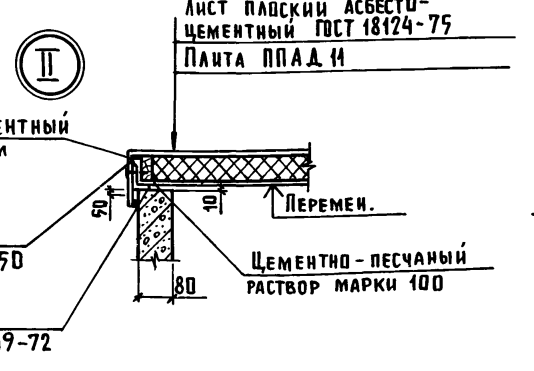 ЛИСТ ПЛОСКИЙ АСБЕСТО-
ЦЕМЕНТНЫЙ ГОСТ 18124-75
ПЛИТА ППАД 11
II
ЕНТНЫЙ
50
10
ПЕРЕМЕН.
50
ЦЕМЕНТНО-ПЕСЧАНЫЙ
РАСТВОР МАРКИ 100
80
9-72